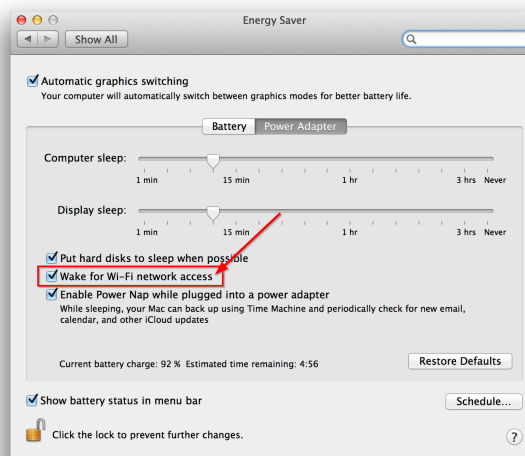 Energy Saver
Show All
Automatic graphics switching
Your computer will automatically switch between graphics modes for better battery life.
Battery Power Adapter
Computer sleep:
1 min 15 min 1 hr 3 hrs Never
Display sleep:
1 min 15 min 1 hr 3 hrs Never
Put hard disks to sleep when possible
Wake for Wi-Fi network access
Enable Power Nap while plugged into a power adapter
While sleeping, your Mac can back up using Time Machine and periodically check for new email,
calendar, and other iCloud updates
Current battery charge: 92 % Estimated time remaining: 4:56
Restore Defaults
Show battery status in menu bar
Schedule...
Click the lock to prevent further changes.
?